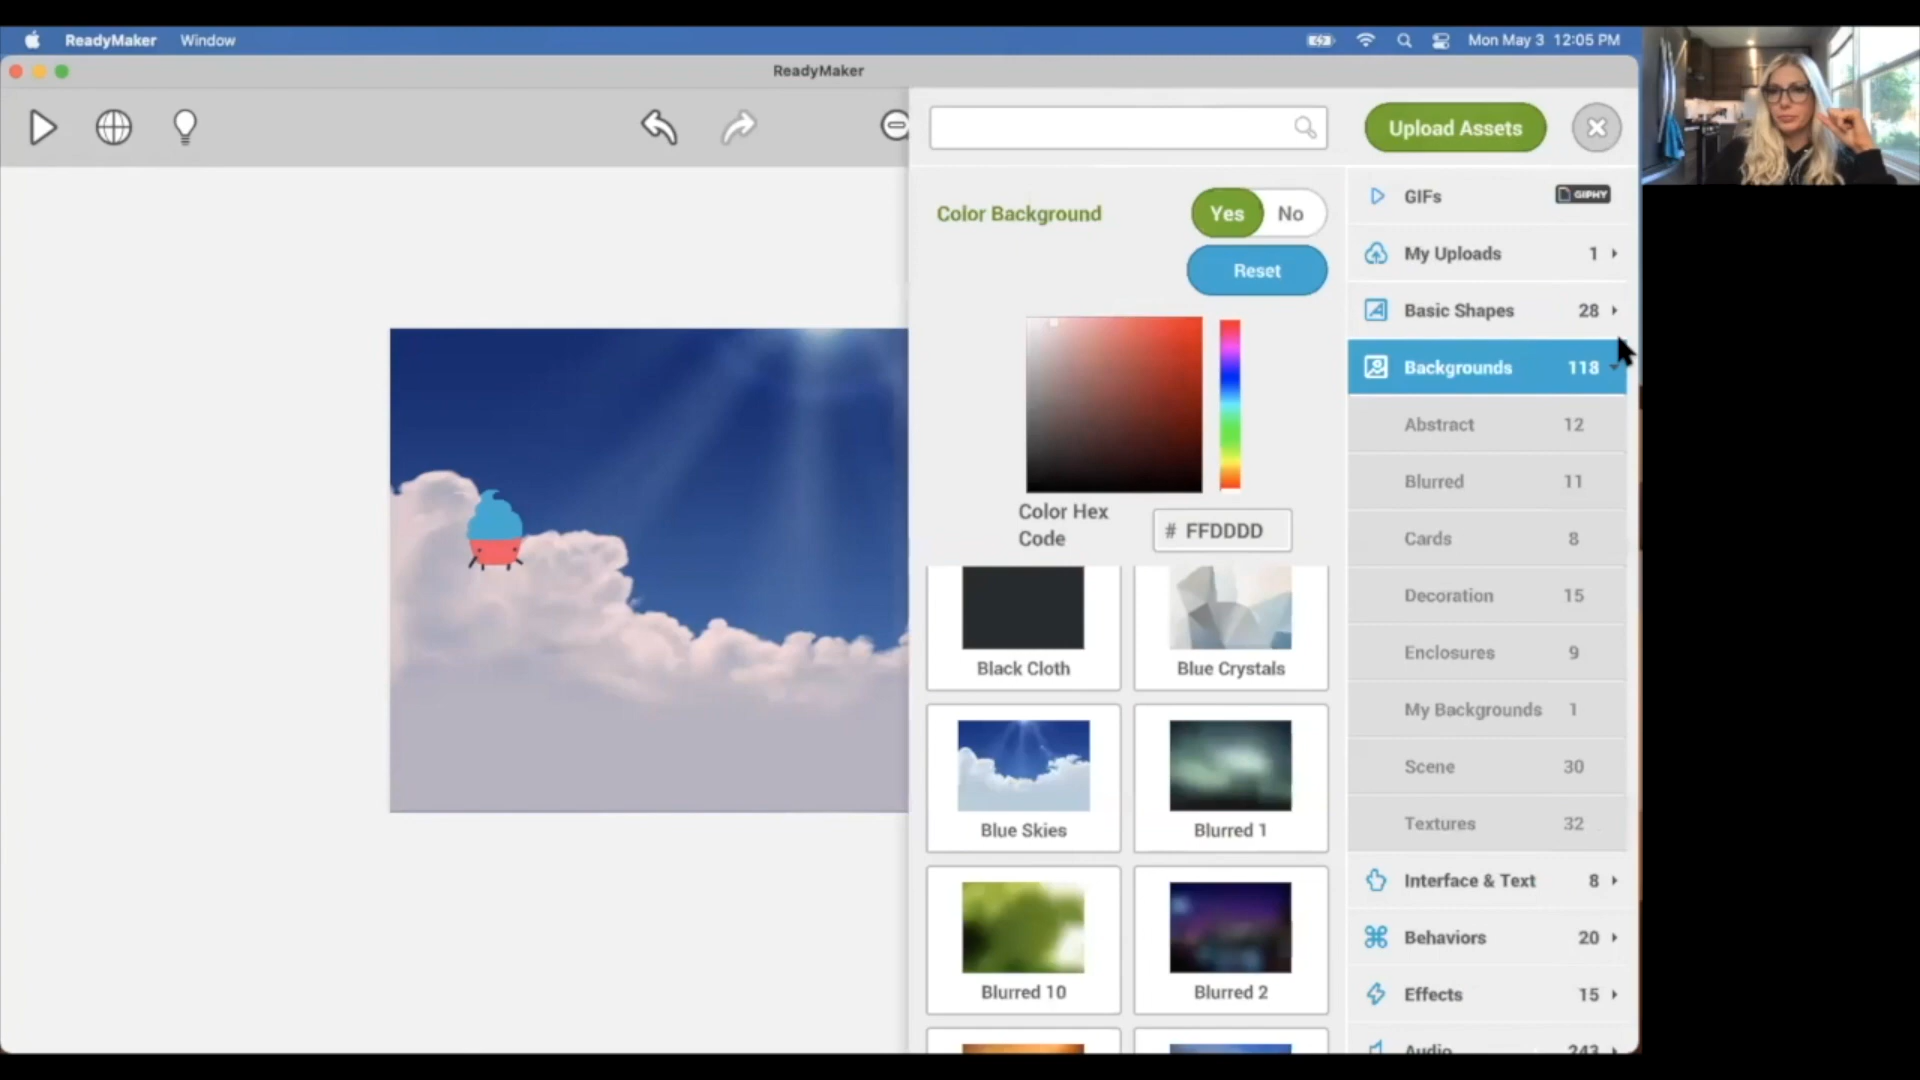 ReadyMaker Window Mon May 3 12:05 PM
ReadyMaker
Upload Assets
Color Background Yes No
Reset
Color Hex
Code
# FFDDDD
Black Cloth
Blue Crystals
Blue Skies
Blurred 1
Blurred 10
Blurred 2
GIFs GIPHY
My Uploads 1
Basic Shapes 28
Backgrounds 118
Abstract 12
Blurred 11
Cards 8
Decoration 15
Enclosures 9
My Backgrounds 1
Scene 30
Textures 32
Interface & Text 8
Behaviors 20
Effects 15
Audio 243